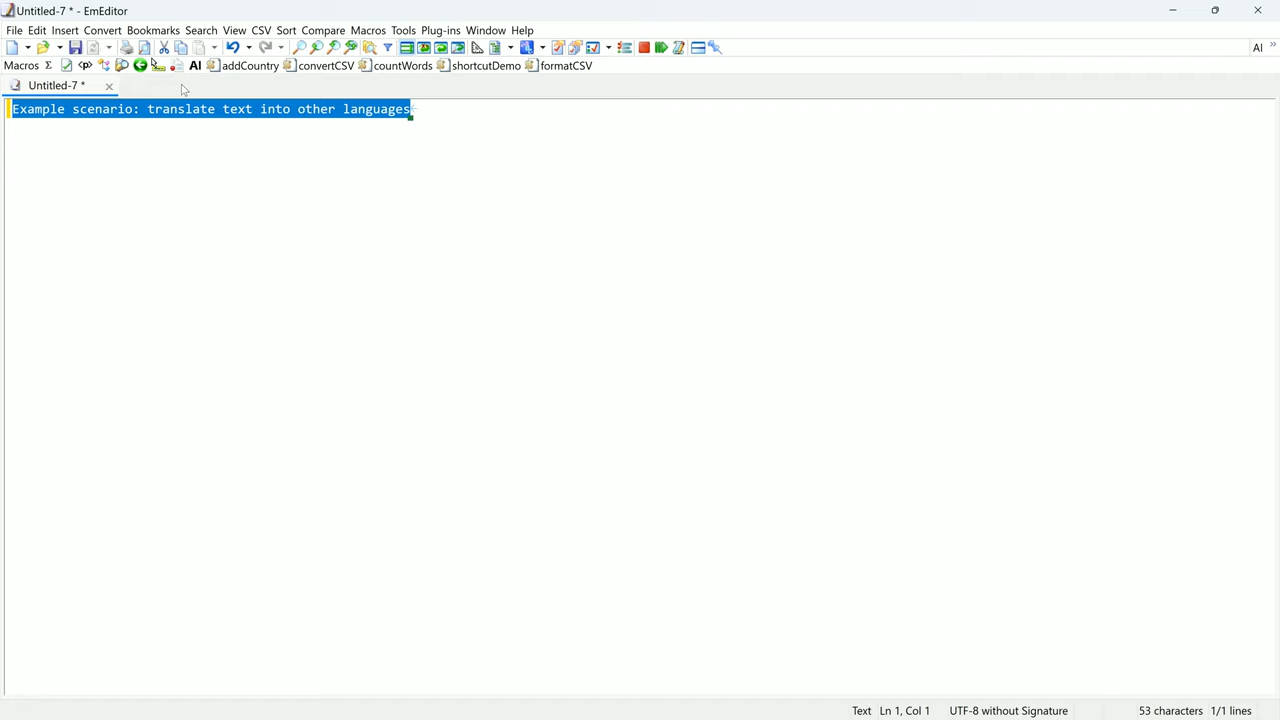 Untitled-7 * - EmEditor
File Edit Insert Convert Bookmarks Search View CSV Sort Compare Macros Tools Plug-ins Window Help
AI »
Macros Σ <p> AI addCountry convertCSV countWords shortcutDemo formatCSV
Untitled-7 *
Example scenario: translate text into other languages
Text Ln 1, Col 1 UTF-8 without Signature 53 characters 1/1 lines